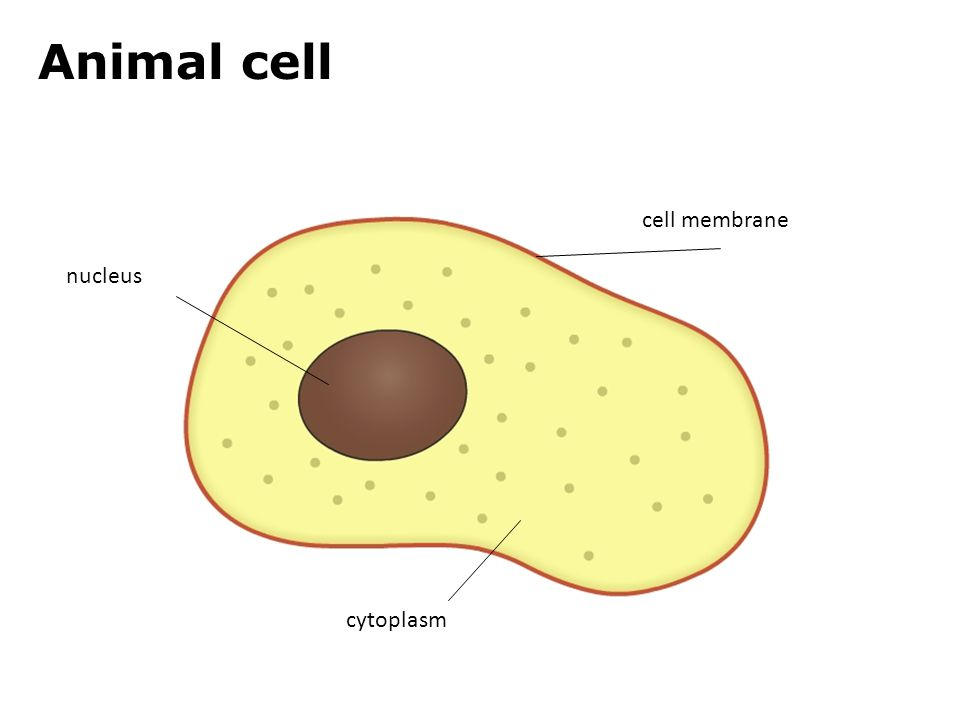 Animal cell
cell membrane
nucleus
cytoplasm